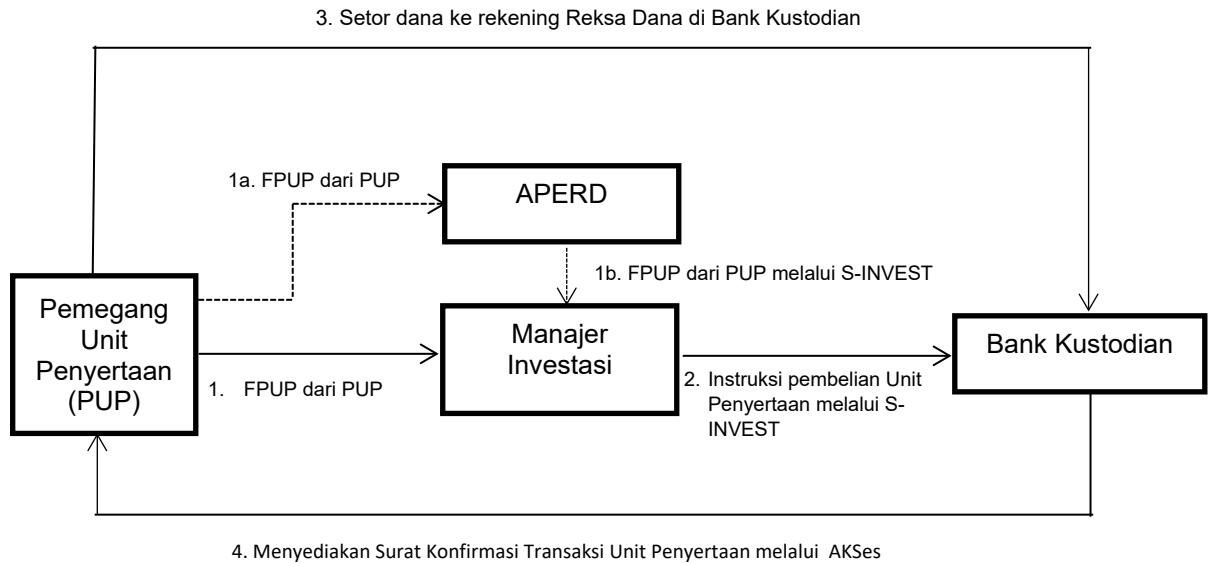 3. Setor dana ke rekening Reksa Dana di Bank Kustodian
1a. FPUP dari PUP
APERD
1b. FPUP dari PUP melalui S-INVEST
Pemegang
Unit
Penyertaan
(PUP)
Manajer
Investasi
Bank Kustodian
1. FPUP dari PUP
2. Instruksi pembelian Unit
Penyertaan melalui S-
INVEST
4. Menyediakan Surat Konfirmasi Transaksi Unit Penyertaan melalui AKSes